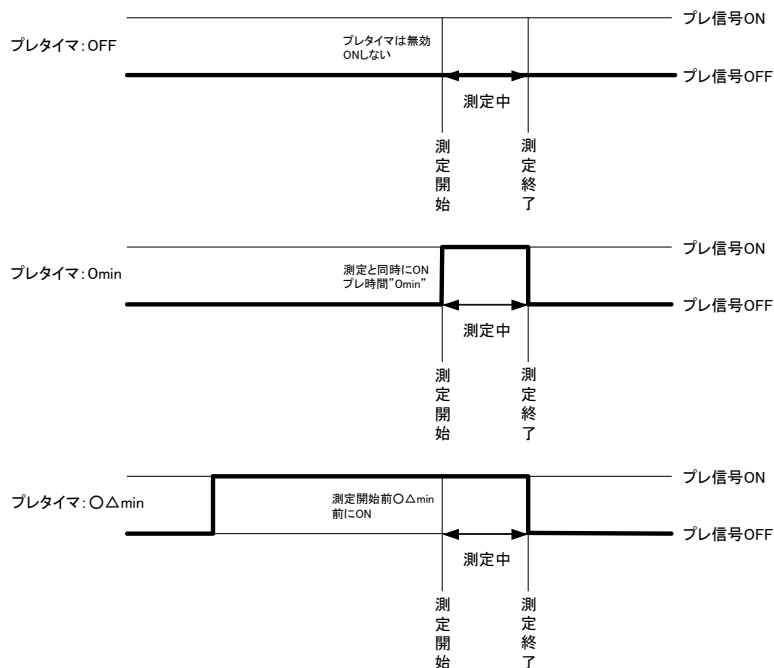 プレ信号ON
プレタイマ：OFF
プレタイマは無効
ONしない
プレ信号OFF
測定中
測定開始
測定終了
プレ信号ON
プレタイマ：0min
測定と同時にON
プレ時間”0min”
プレ信号OFF
測定中
測定開始
測定終了
プレ信号ON
プレタイマ：○△min
測定開始前○△min
前にON
プレ信号OFF
測定中
測定開始
測定終了